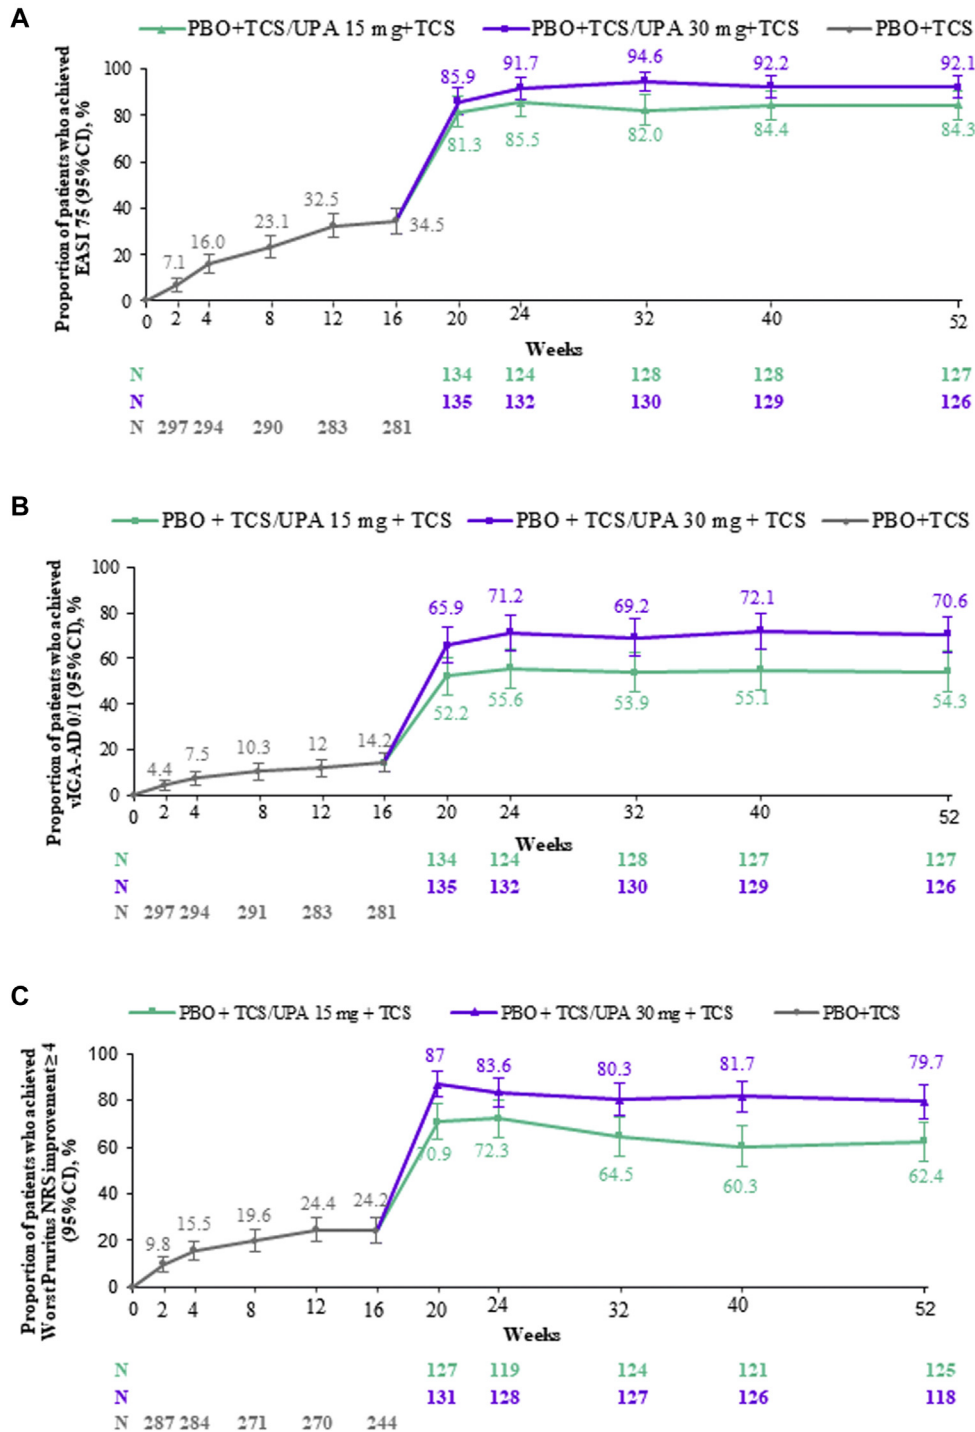 A
PBO+TCS/UPA 15 mg+TCS PBO+TCS/UPA 30 mg+TCS PBO+TCS
Proportion of patients who achieved
EASI 75 (95%CI), %
100
80
60
40
20
0
7.1 16.0 23.1 32.5 34.5
85.9 91.7 94.6 92.2 92.1
81.3 85.5 82.0 84.4 84.3
0 2 4 8 12 16 20 24 32 40 52
Weeks
N 134 124 128 128 127
N 135 132 130 129 126
N 297 294 290 283 281
B
PBO + TCS/UPA 15 mg + TCS PBO + TCS/UPA 30 mg + TCS PBO+TCS
Proportion of patients who achieved
vIGA-AD 0/1 (95%CI), %
100
80
60
40
20
0
4.4 7.5 10.3 12 14.2
65.9 71.2 69.2 72.1 70.6
52.2 55.6 53.9 55.1 54.3
0 2 4 8 12 16 20 24 32 40 52
Weeks
N 134 124 128 127 127
N 135 132 130 129 126
N 297 294 291 283 281
C
PBO + TCS/UPA 15 mg + TCS PBO + TCS/UPA 30 mg + TCS PBO+TCS
Proportion of patients who achieved
Worst Pruritus NRS improvement ≥ 4
(95%CI), %
100
80
60
40
20
0
9.8 15.5 19.6 24.4 24.2
87 83.6 80.3 81.7 79.7
70.9 72.3 64.5 60.3 62.4
0 2 4 8 12 16 20 24 32 40 52
Weeks
N 127 119 124 121 125
N 131 128 127 126 118
N 287 284 271 270 244